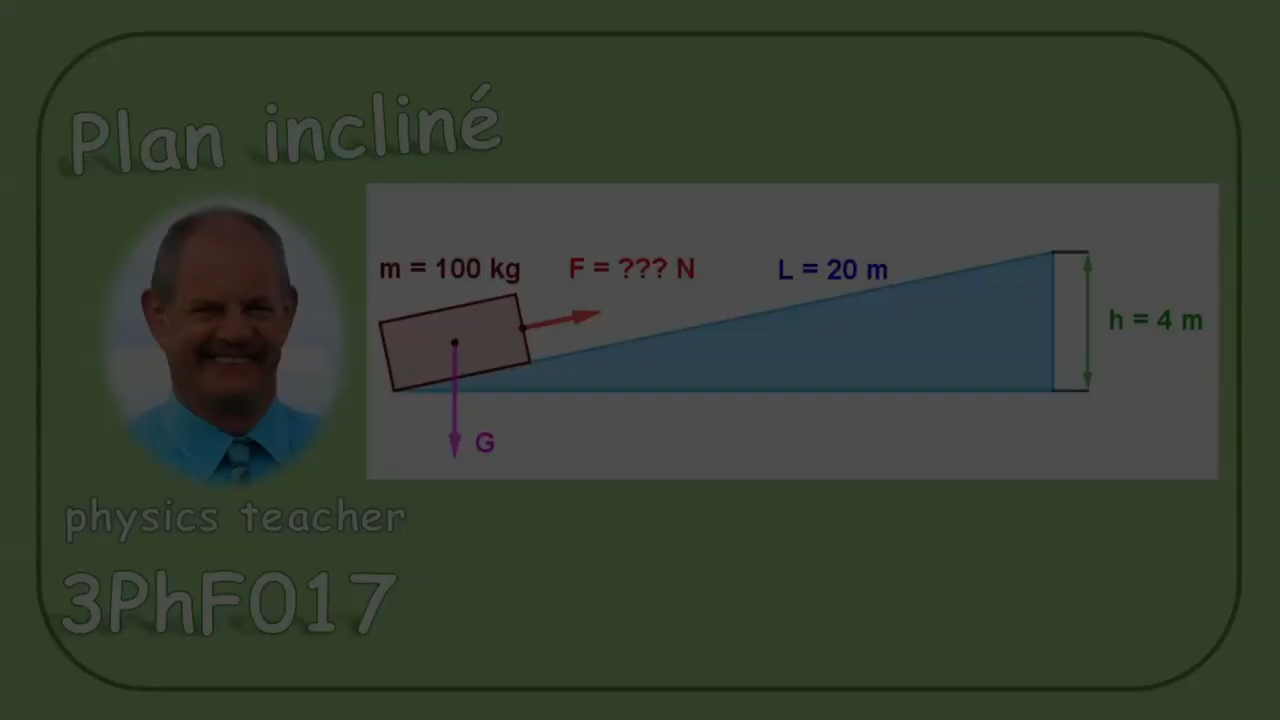 Plan incliné
m = 100 kg F = ??? N L = 20 m
h = 4 m
G
physics teacher
3PhF017